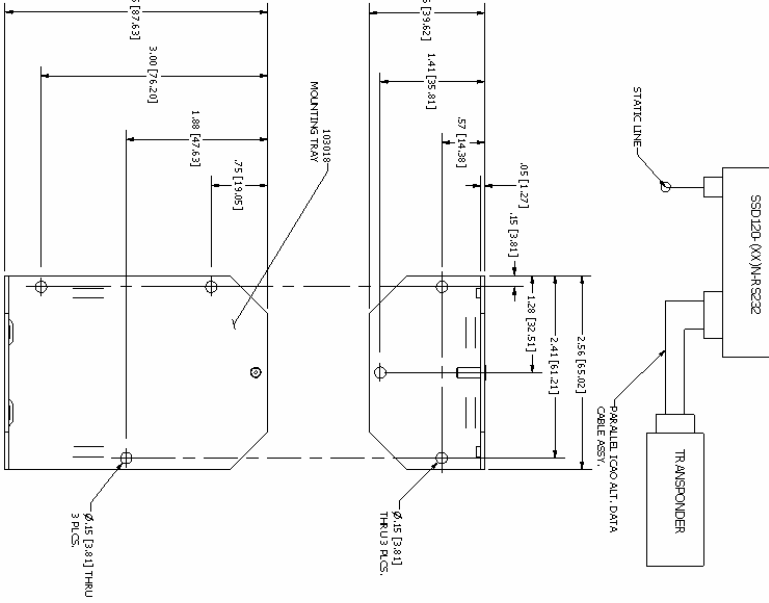 SSD120-(XX)N-RS232
STATIC LINE
TRANSPONDER
PARALLEL ICAO ALT. DATA
CABLE ASSY.
[39.62]
1.41 [35.81]
.57 [14.38]
.05 [1.27]
.15 [3.81]
1.28 [32.51]
2.41 [61.21]
2.56 [65.02]
Ø.15 [3.81]
THRU 3 PLCS.
[87.63]
3.00 [76.20]
1.88 [47.63]
.75 [19.05]
103018
MOUNTING TRAY
Ø.15 [3.81] THRU
3 PLCS.